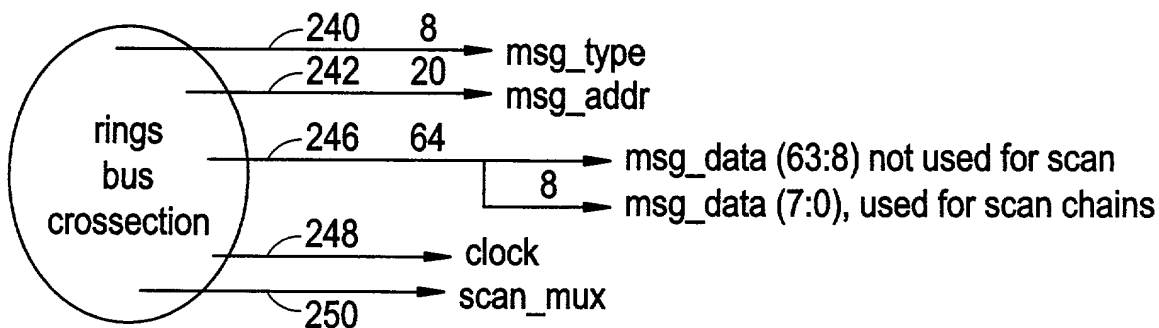 240 8 msg_type
242 20 msg_addr
rings
bus
crossection
246 64 msg_data (63:8) not used for scan
8 msg_data (7:0), used for scan chains
248 clock
250 scan_mux